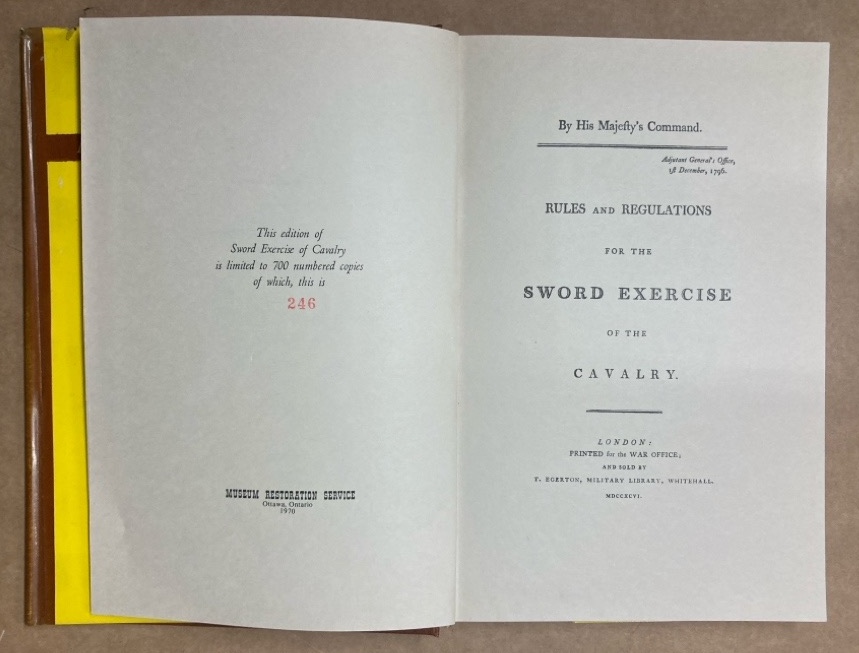 This edition of
Sword Exercise of Cavalry
is limited to 700 numbered copies
of which, this is
246
MUSEUM RESTORATION SERVICE
Ottawa, Ontario
1970
By His Majeſty's Command.
Adjutant General's Office,
1ſt December, 1796.
RULES AND REGULATIONS
FOR THE
SWORD EXERCISE
OF THE
CAVALRY.
LONDON:
PRINTED for the WAR OFFICE;
AND SOLD BY
T. EGERTON, MILITARY LIBRARY, WHITEHALL.
MDCCXCVI.